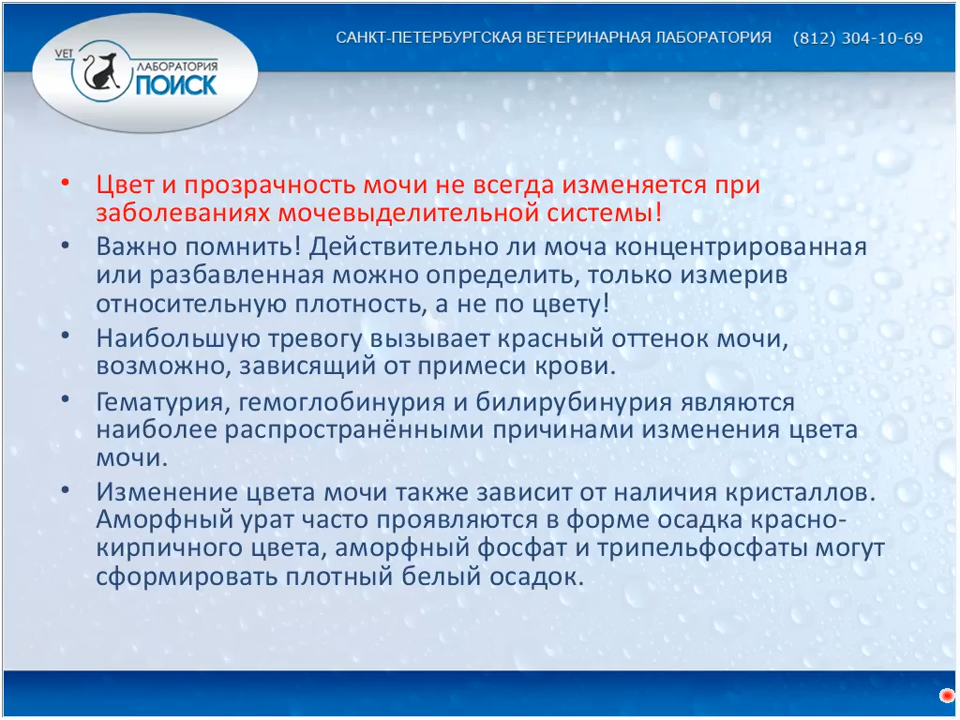 САНКТ-ПЕТЕРБУРГСКАЯ ВЕТЕРИНАРНАЯ ЛАБОРАТОРИЯ (812) 304-10-69
VET
ЛАБОРАТОРИЯ
ПОИСК
• Цвет и прозрачность мочи не всегда изменяется при
заболеваниях мочевыделительной системы!
• Важно помнить! Действительно ли моча концентрированная
или разбавленная можно определить, только измерив
относительную плотность, а не по цвету!
• Наибольшую тревогу вызывает красный оттенок мочи,
возможно, зависящий от примеси крови.
• Гематурия, гемоглобинурия и билирубинурия являются
наиболее распространёнными причинами изменения цвета
мочи.
• Изменение цвета мочи также зависит от наличия кристаллов.
Аморфный урат часто проявляются в форме осадка красно-
кирпичного цвета, аморфный фосфат и трипельфосфаты могут
сформировать плотный белый осадок.